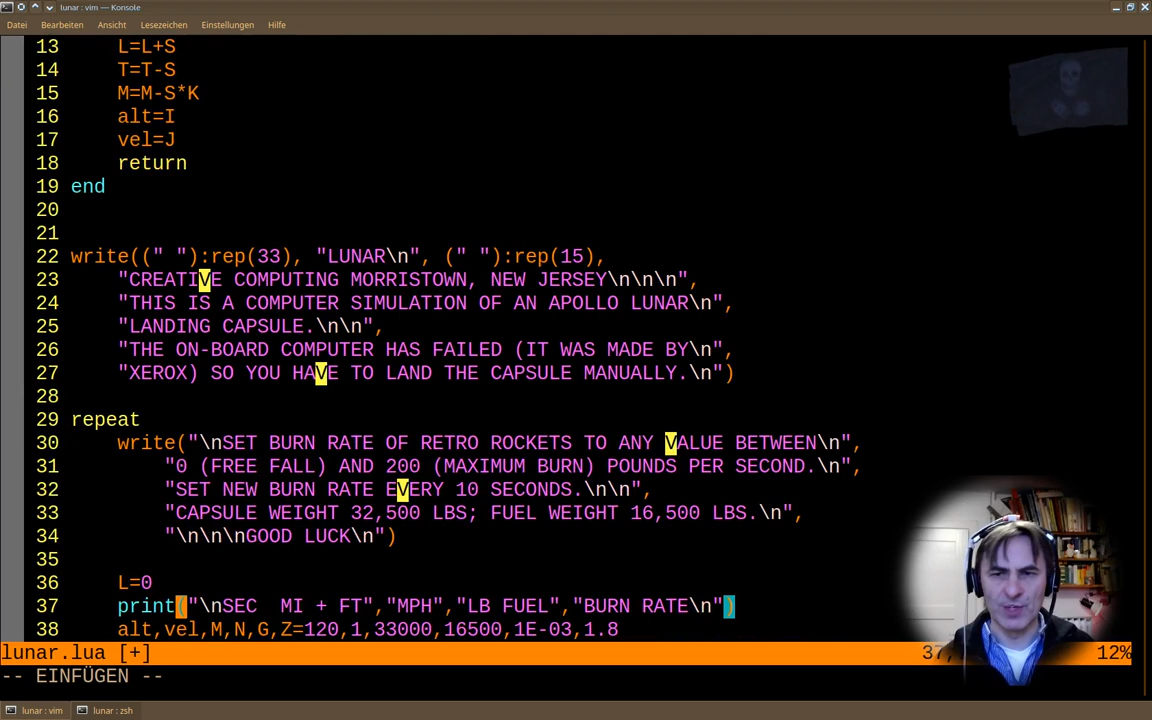 lunar : vim — Konsole
Datei Bearbeiten Ansicht Lesezeichen Einstellungen Hilfe
13 L=L+S
14 T=T-S
15 M=M-S*K
16 alt=I
17 vel=J
18 return
19 end
20
21
22 write((" "):rep(33), "LUNAR\n", (" "):rep(15),
23 "CREATIVE COMPUTING MORRISTOWN, NEW JERSEY\n\n\n",
24 "THIS IS A COMPUTER SIMULATION OF AN APOLLO LUNAR\n",
25 "LANDING CAPSULE.\n\n",
26 "THE ON-BOARD COMPUTER HAS FAILED (IT WAS MADE BY\n",
27 "XEROX) SO YOU HAVE TO LAND THE CAPSULE MANUALLY.\n")
28
29 repeat
30 write("\nSET BURN RATE OF RETRO ROCKETS TO ANY VALUE BETWEEN\n",
31 "0 (FREE FALL) AND 200 (MAXIMUM BURN) POUNDS PER SECOND.\n",
32 "SET NEW BURN RATE EVERY 10 SECONDS.\n\n",
33 "CAPSULE WEIGHT 32,500 LBS; FUEL WEIGHT 16,500 LBS.\n",
34 "\n\n\nGOOD LUCK\n")
35
36 L=0
37 print("\nSEC  MI + FT","MPH","LB FUEL","BURN RATE\n")
38 alt,vel,M,N,G,Z=120,1,33000,16500,1E-03,1.8
lunar.lua [+] 37, 12%
-- EINFÜGEN --
lunar : vim lunar : zsh